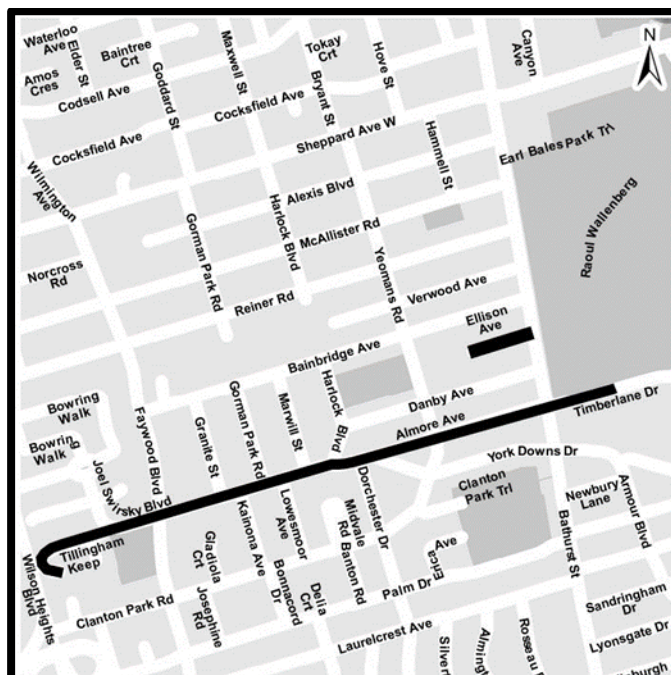 Waterloo
Ave
Elder St
Baintree
Crt
Maxwell St
Tokay
Crt
Hove St
Canyon
Ave
N
Amos
Cres
Codsell Ave
Goddard St
Cocksfield Ave
Bryant St
Cocksfield Ave
Sheppard Ave W
Hammell St
Earl Bales Park Trl
Wilmington
Ave
Alexis Blvd
Harlock Blvd
McAllister Rd
Raoul Wallenberg
Gorman Park Rd
Norcross
Rd
Reiner Rd
Yeomans Rd
Verwood Ave
Ellison
Ave
Bainbridge Ave
Harlock
Blvd
Danby Ave
Bowring
Walk
Faywood Blvd
Granite St
Gorman Park Rd
Marwill St
Almore Ave
Timberlane Dr
Bowring
Walk
Joel Swirsky Blvd
York Downs Dr
Dorchester Dr
Clanton
Park Trl
Newbury
Lane
Armour Blvd
Lowesmoor
Ave
Midvale
Rd
Kainona Ave
Gladiola
Crt
Tillingham
Keep
Wilson Heights
Blvd
Bathurst St
Erica
Ave
Banton Rd
Bonnacord
Dr
Delia
Crt
Palm Dr
Clanton Park Rd
Josephine
Rd
Sandringham
Dr
Laurelcrest Ave
Lyonsgate Dr
Silver
Alming
Rosseau